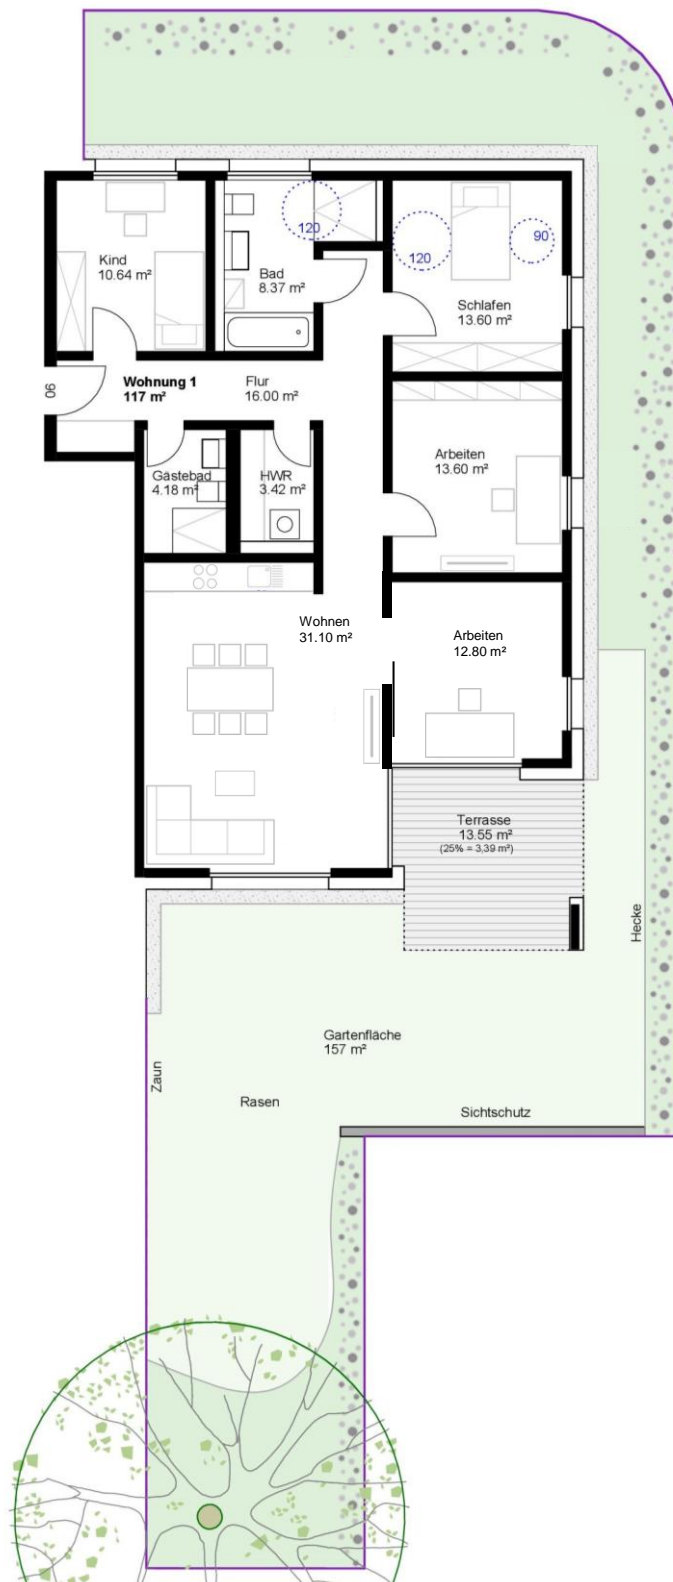 120
120
90
Kind
10.64 m²
Bad
8.37 m²
Schlafen
13.60 m²
90
Wohnung 1
117 m²
Flur
16.00 m²
Gästebad
4.18 m²
HWR
3.42 m²
Arbeiten
13.60 m²
Wohnen
31.10 m²
Arbeiten
12.80 m²
Terrasse
13.55 m²
(25% = 3,39 m²)
Hecke
Gartenfläche
157 m²
Zaun
Rasen
Sichtschutz